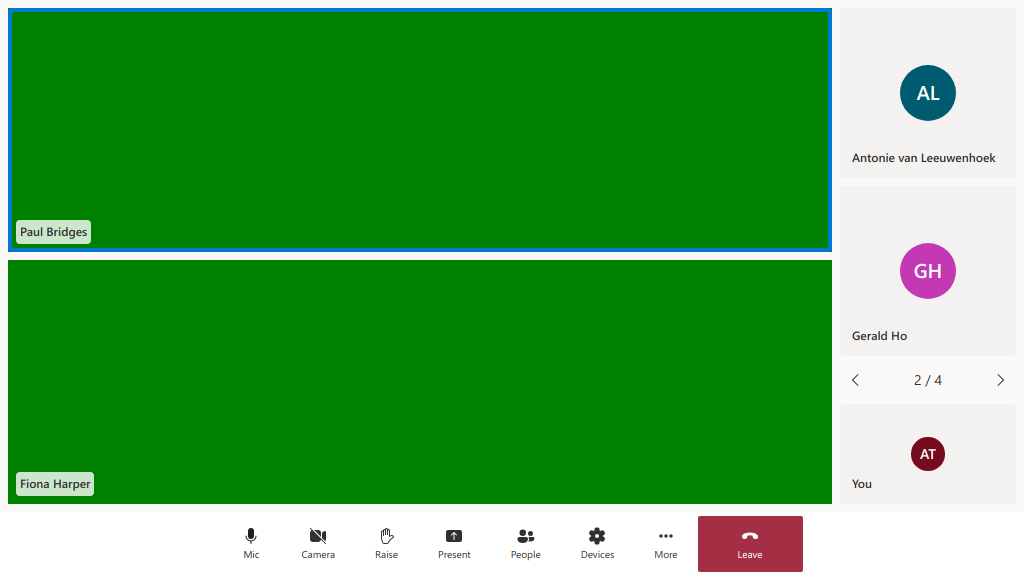 Paul Bridges
Fiona Harper
AL
Antonie van Leeuwenhoek
GH
Gerald Ho
2 / 4
AT
You
Mic
Camera
Raise
Present
People
Devices
More
Leave